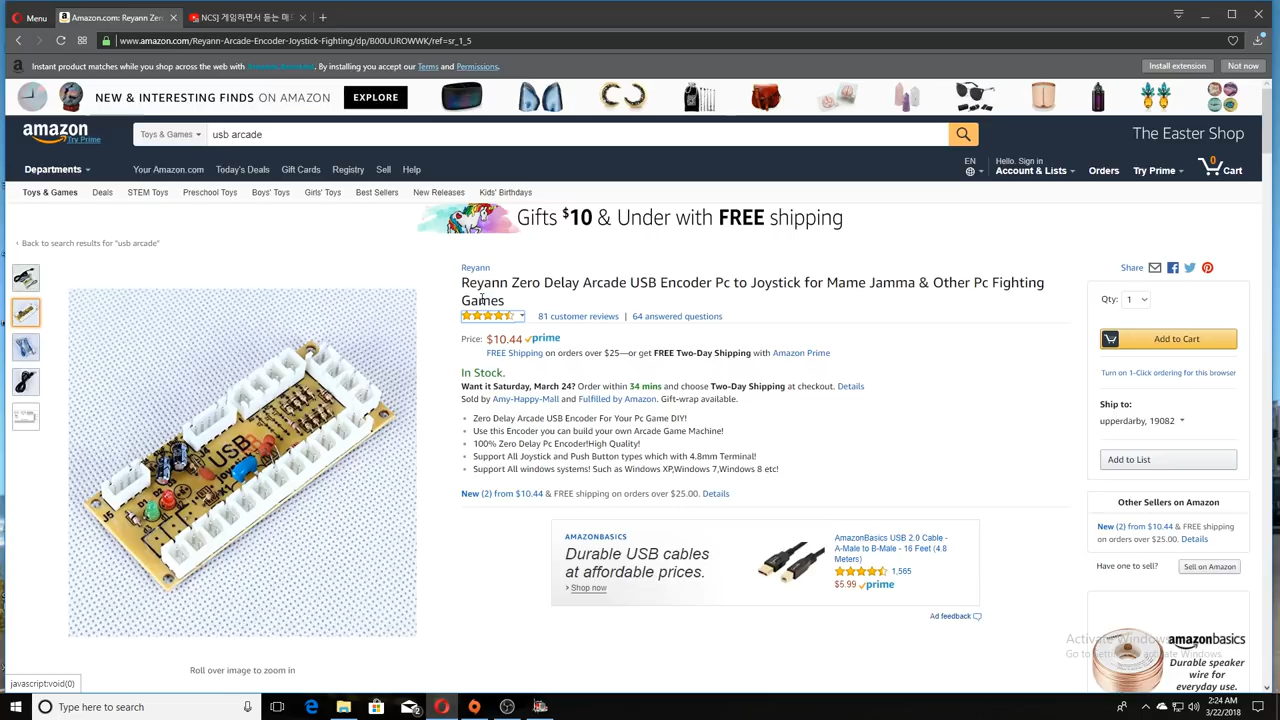 Menu
Amazon.com: Reyann Zero
NCS] 게임하면서 듣는 매드
www.amazon.com/Reyann-Arcade-Encoder-Joystick-Fighting/dp/B00UUROWWK/ref=sr_1_5
Instant product matches while you shop across the web with Amazon Assistant. By installing you accept our Terms and Permissions.
Install extension
Not now
NEW & INTERESTING FINDS ON AMAZON
EXPLORE
amazon
Try Prime
Toys & Games
usb arcade
The Easter Shop
Departments
Your Amazon.com
Today's Deals
Gift Cards
Registry
Sell
Help
EN
Hello. Sign in
Account & Lists
Orders
Try Prime
0
Cart
Toys & Games
Deals
STEM Toys
Preschool Toys
Boys' Toys
Girls' Toys
Best Sellers
New Releases
Kids' Birthdays
Gifts $10 & Under with FREE shipping
‹ Back to search results for "usb arcade"
Reyann
Reyann Zero Delay Arcade USB Encoder Pc to Joystick for Mame Jamma & Other Pc Fighting
Games
81 customer reviews | 64 answered questions
Price: $10.44 prime
FREE Shipping on orders over $25—or get FREE Two-Day Shipping with Amazon Prime
In Stock.
Want it Saturday, March 24? Order within 34 mins and choose Two-Day Shipping at checkout. Details
Sold by Amy-Happy-Mall and Fulfilled by Amazon. Gift-wrap available.
Zero Delay Arcade USB Encoder For Your Pc Game DIY!
Use this Encoder you can build your own Arcade Game Machine!
100% Zero Delay Pc Encoder!High Quality!
Support All Joystick and Push Button types which with 4.8mm Terminal!
Support All windows systems! Such as Windows XP,Windows 7,Windows 8 etc!
New (2) from $10.44 & FREE shipping on orders over $25.00. Details
USB
J5
AMAZONBASICS
Durable USB cables
at affordable prices.
› Shop now
AmazonBasics USB 2.0 Cable -
A-Male to B-Male - 16 Feet (4.8
Meters)
1,565
$5.99 prime
Ad feedback
Roll over image to zoom in
Share
Qty: 1
Add to Cart
Turn on 1-Click ordering for this browser
Ship to:
upperdarby, 19082
Add to List
Other Sellers on Amazon
New (2) from $10.44 & FREE shipping
on orders over $25.00. Details
Have one to sell?
Sell on Amazon
amazonbasics
Durable speaker
wire for
everyday use.
Activate Windows
Go to Settings to activate Windows.
javascript:void(0)
Type here to search
2
2:24 AM
3/22/2018